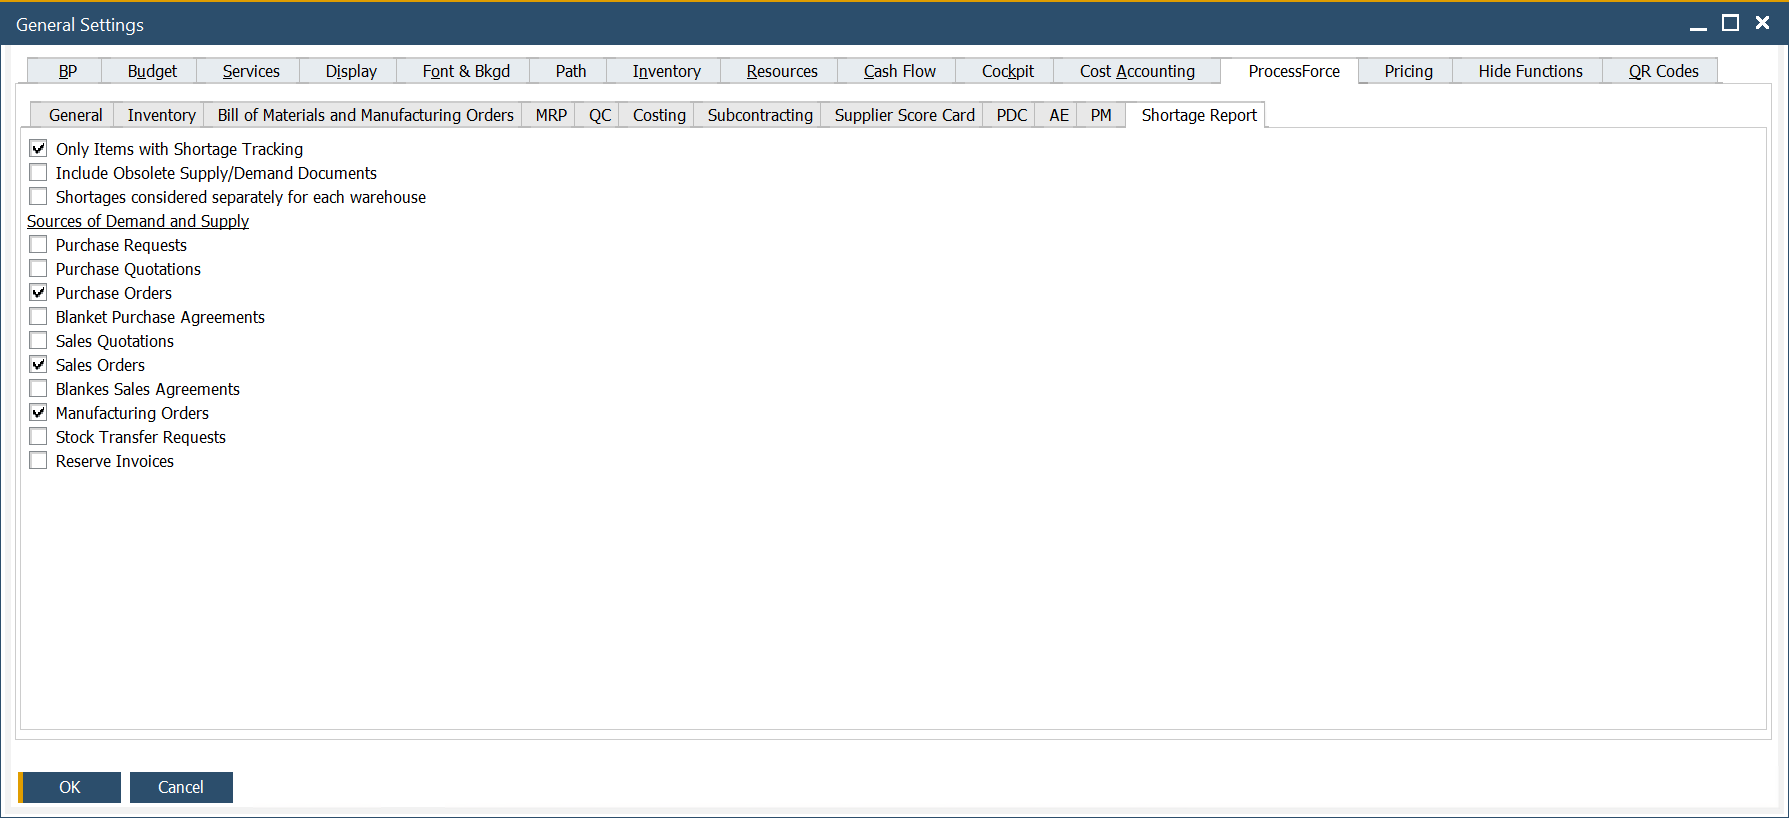 General Settings
BP Budget Services Display Font & Bkgd Path Inventory Resources Cash Flow Cockpit Cost Accounting ProcessForce Pricing Hide Functions QR Codes
General Inventory Bill of Materials and Manufacturing Orders MRP QC Costing Subcontracting Supplier Score Card PDC AE PM Shortage Report
Only Items with Shortage Tracking
Include Obsolete Supply/Demand Documents
Shortages considered separately for each warehouse
Sources of Demand and Supply
Purchase Requests
Purchase Quotations
Purchase Orders
Blanket Purchase Agreements
Sales Quotations
Sales Orders
Blankes Sales Agreements
Manufacturing Orders
Stock Transfer Requests
Reserve Invoices
OK Cancel